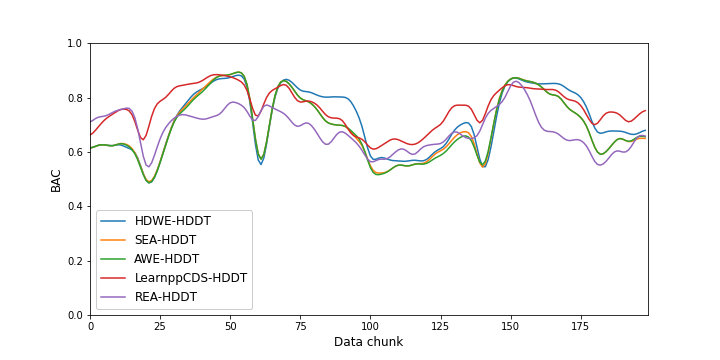 1.0
0.8
0.6
0.4
0.2
0.0
BAC
HDWE-HDDT
SEA-HDDT
AWE-HDDT
LearnppCDS-HDDT
REA-HDDT
0 25 50 75 100 125 150 175
Data chunk